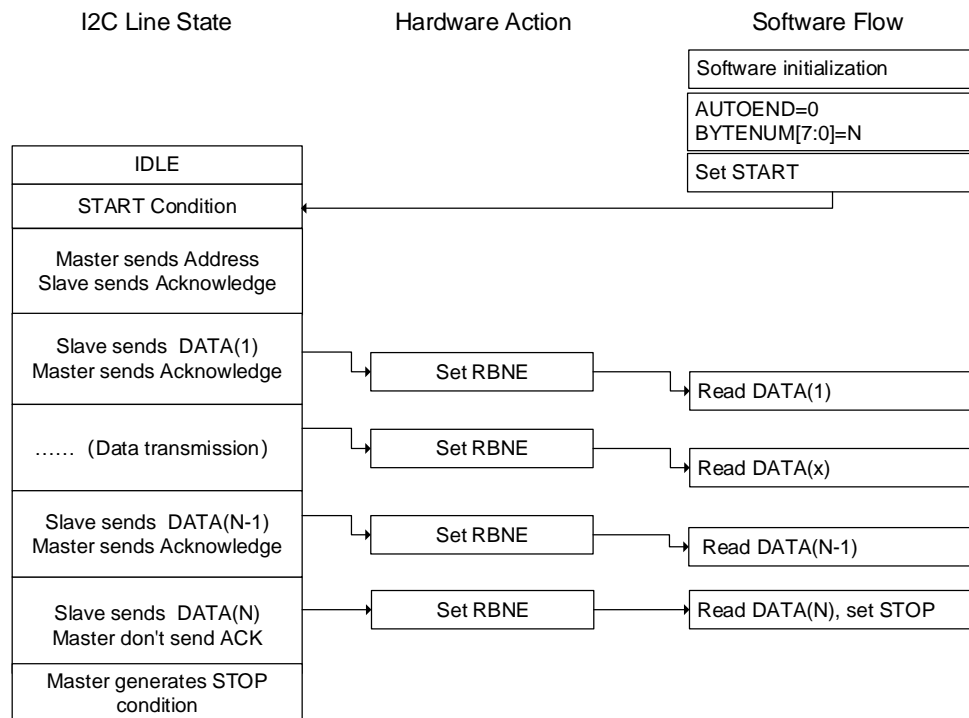 I2C Line State
Hardware Action
Software Flow
Software initialization
AUTOEND=0
BYTENUM[7:0]=N
IDLE
Set START
START Condition
Master sends Address
Slave sends Acknowledge
Slave sends DATA(1)
Master sends Acknowledge
Set RBNE
Read DATA(1)
…… (Data transmission)
Set RBNE
Read DATA(x)
Slave sends DATA(N-1)
Master sends Acknowledge
Set RBNE
Read DATA(N-1)
Slave sends DATA(N)
Master don't send ACK
Set RBNE
Read DATA(N), set STOP
Master generates STOP
condition